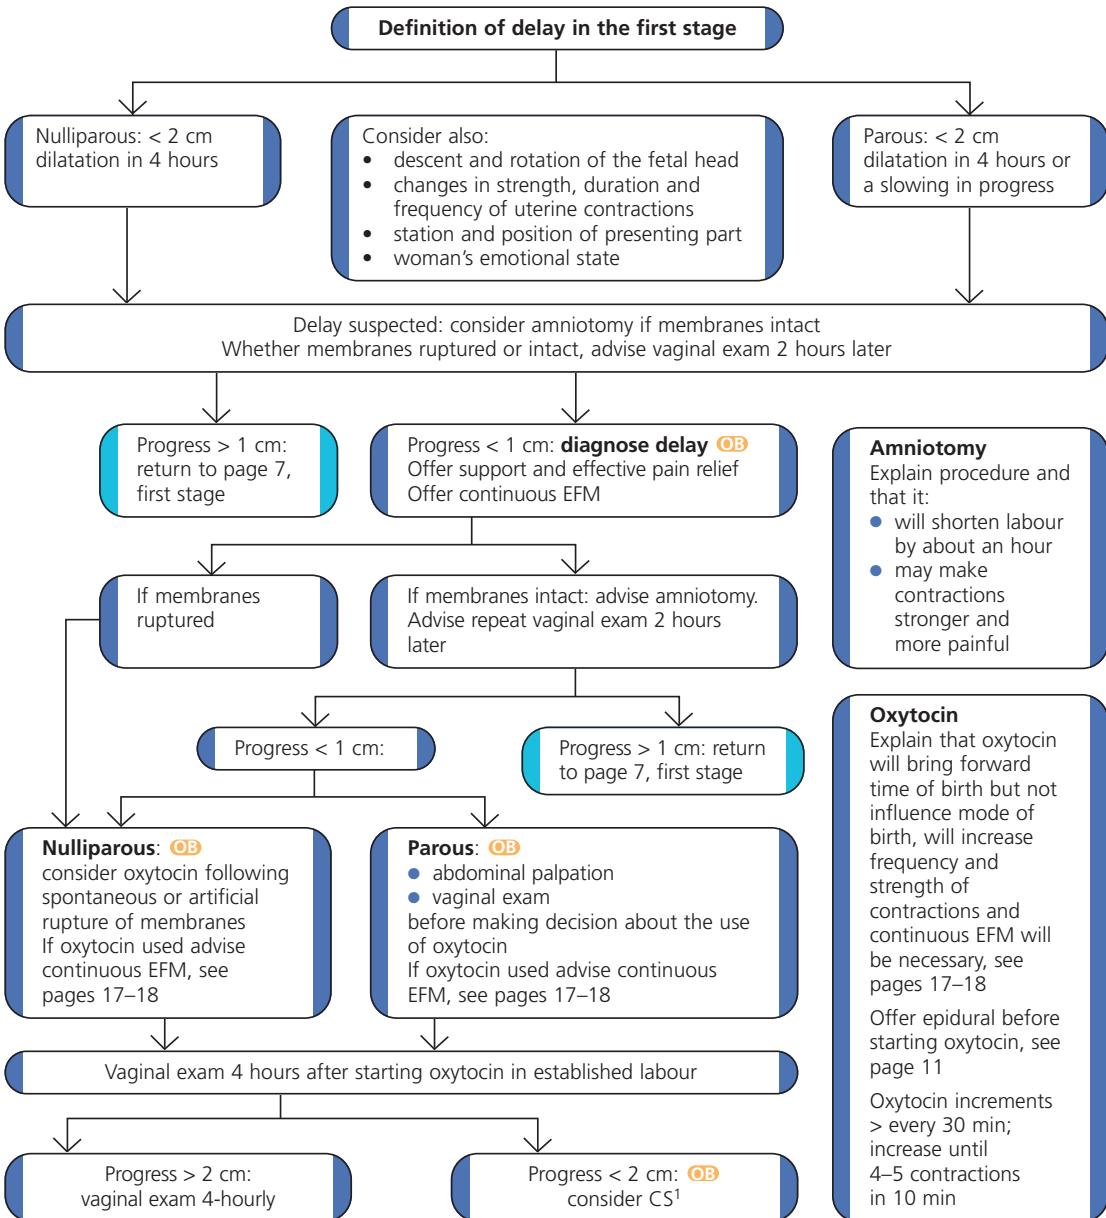 Definition of delay in the first stage
Nulliparous: < 2 cm
dilatation in 4 hours
Consider also:
• descent and rotation of the fetal head
• changes in strength, duration and
frequency of uterine contractions
• station and position of presenting part
• woman's emotional state
Parous: < 2 cm
dilatation in 4 hours or
a slowing in progress
Delay suspected: consider amniotomy if membranes intact
Whether membranes ruptured or intact, advise vaginal exam 2 hours later
Progress > 1 cm:
return to page 7,
first stage
Progress < 1 cm: diagnose delay OB
Offer support and effective pain relief
Offer continuous EFM
Amniotomy
Explain procedure and
that it:
• will shorten labour
by about an hour
• may make
contractions
stronger and
more painful
If membranes
ruptured
If membranes intact: advise amniotomy.
Advise repeat vaginal exam 2 hours
later
Progress < 1 cm:
Progress > 1 cm: return
to page 7, first stage
Oxytocin
Explain that oxytocin
will bring forward
time of birth but not
influence mode of
birth, will increase
frequency and
strength of
contractions and
continuous EFM will
be necessary, see
pages 17–18
Offer epidural before
starting oxytocin, see
page 11
Oxytocin increments
> every 30 min;
increase until
4–5 contractions
in 10 min
Nulliparous: OB
consider oxytocin following
spontaneous or artificial
rupture of membranes
If oxytocin used advise
continuous EFM, see
pages 17–18
Parous: OB
• abdominal palpation
• vaginal exam
before making decision about the use
of oxytocin
If oxytocin used advise continuous
EFM, see pages 17–18
Vaginal exam 4 hours after starting oxytocin in established labour
Progress > 2 cm:
vaginal exam 4-hourly
Progress < 2 cm: OB
consider CS¹